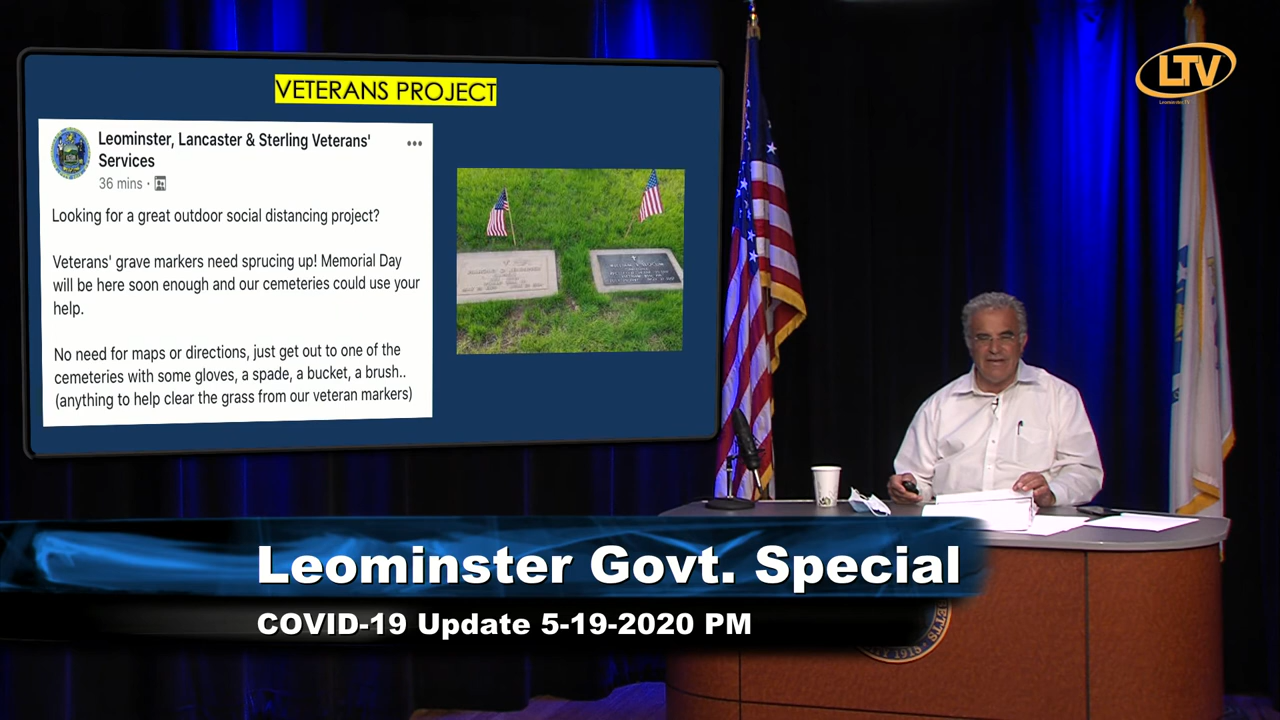 VETERANS PROJECT
Leominster, Lancaster & Sterling Veterans'
Services
36 mins ·
Looking for a great outdoor social distancing project?
Veterans' grave markers need sprucing up! Memorial Day
will be here soon enough and our cemeteries could use your
help.
No need for maps or directions, just get out to one of the
cemeteries with some gloves, a spade, a bucket, a brush..
(anything to help clear the grass from our veteran markers)
LTV
Leominster.TV
Leominster Govt. Special
COVID-19 Update 5-19-2020 PM
1915